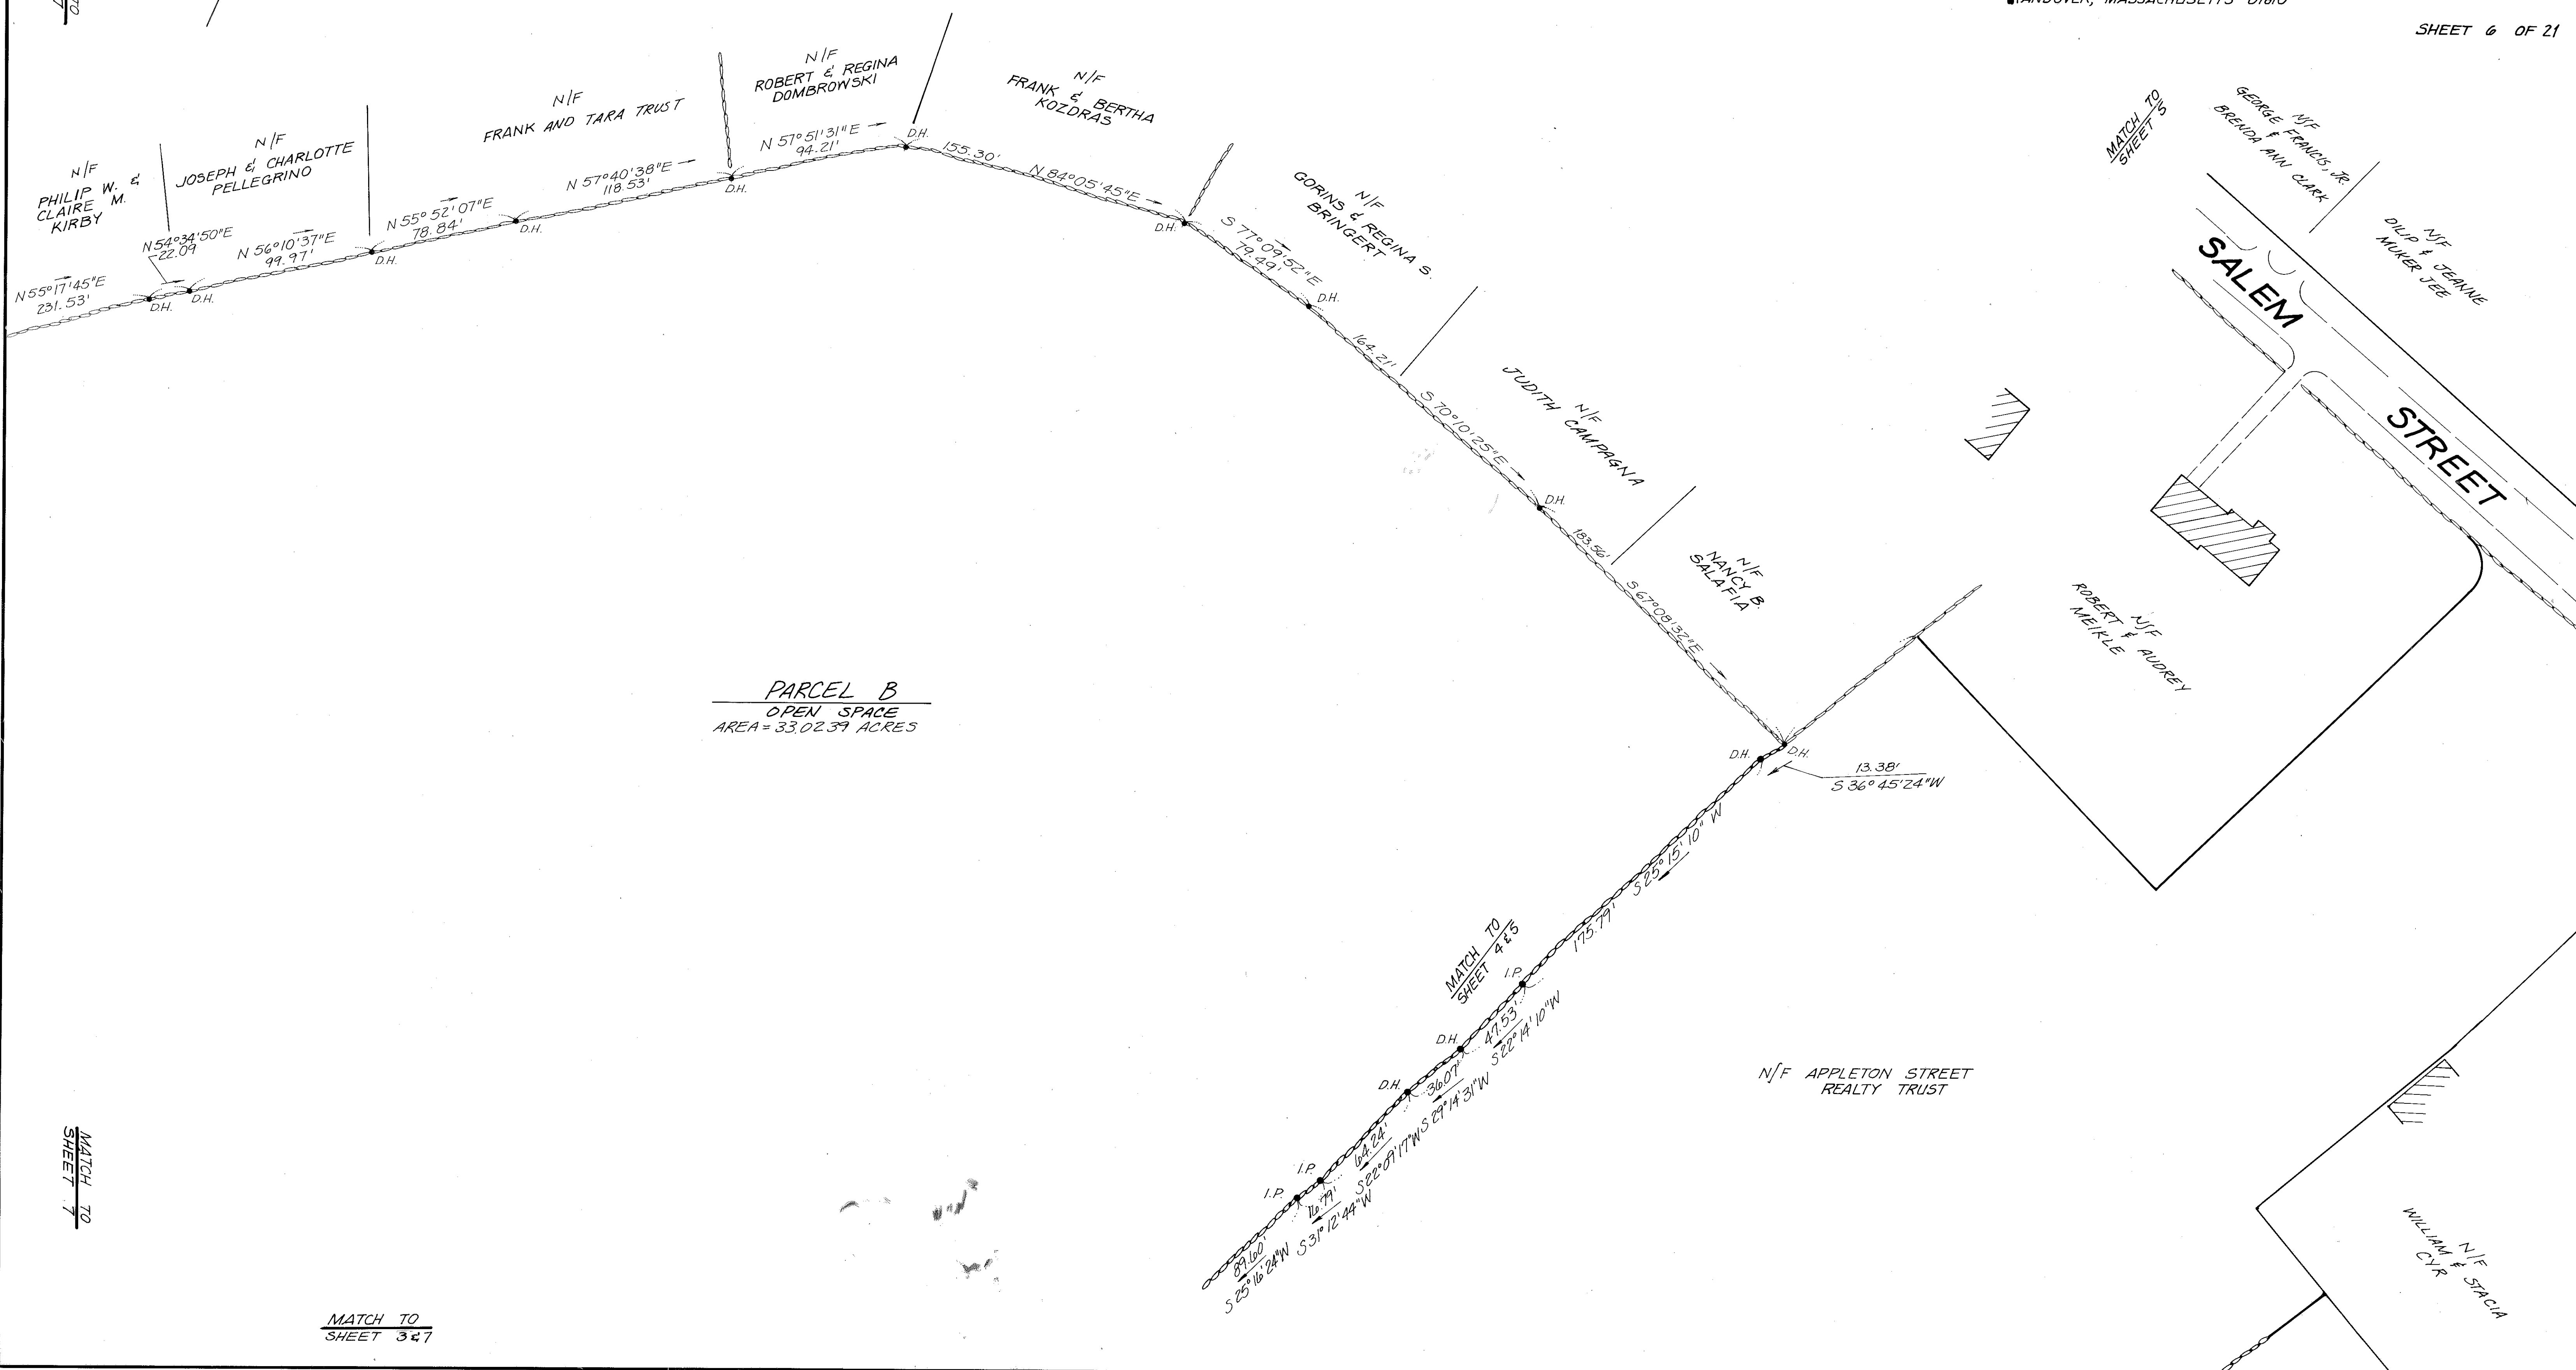 TO
ANDOVER, MASSACHUSETTS 01810
SHEET 6 OF 21
N/F
PHILIP W. &
CLAIRE M.
KIRBY
N/F
JOSEPH & CHARLOTTE
PELLEGRINO
N/F
FRANK AND TARA TRUST
N/F
ROBERT & REGINA
DOMBROWSKI
N/F
FRANK & BERTHA
KOZDRAS
N/F
GORINS & REGINA S.
BRINGERT
N/F
JUDITH CAMPAGNA
N/F
NANCY B.
SALAFIA
MATCH TO
SHEET 5
N/F
GEORGE FRANCIS, JR.
&
BRENDA ANN CLARK
N/F
DILIP & JEANNE
MUKERJEE
SALEM STREET
N/F
ROBERT & AUDREY
MEIKLE
N55°17'45"E
231.53'
D.H.
N54°34'50"E
22.09
D.H.
N 56°10'37"E
99.97'
D.H.
N 55°52'07"E
78.84'
D.H.
N 57°40'38"E
118.53'
D.H.
N 57°51'31"E
94.21'
D.H.
155.30'
N 84°05'45"E
D.H.
S 77°09'52"E
79.49'
D.H.
164.21'
S 70°10'25"E
D.H.
183.56'
S 67°08'32"E
D.H.
D.H.
13.38'
S 36°45'24"W
PARCEL B
OPEN SPACE
AREA = 33.0239 ACRES
S 25°15'10" W
175.79'
MATCH TO
SHEET 4 & 5
I.P.
47.53'
S 22°14'10"W
D.H.
36.07'
S 29°14'31"W
D.H.
64.24'
S 22°09'17"W
I.P.
16.79'
S 31°12'44"W
I.P.
89.60'
S 25°16'24"W
N/F APPLETON STREET
REALTY TRUST
N/F
WILLIAM & STACIA
CYR
MATCH TO
SHEET 7
MATCH TO
SHEET 3 & 7